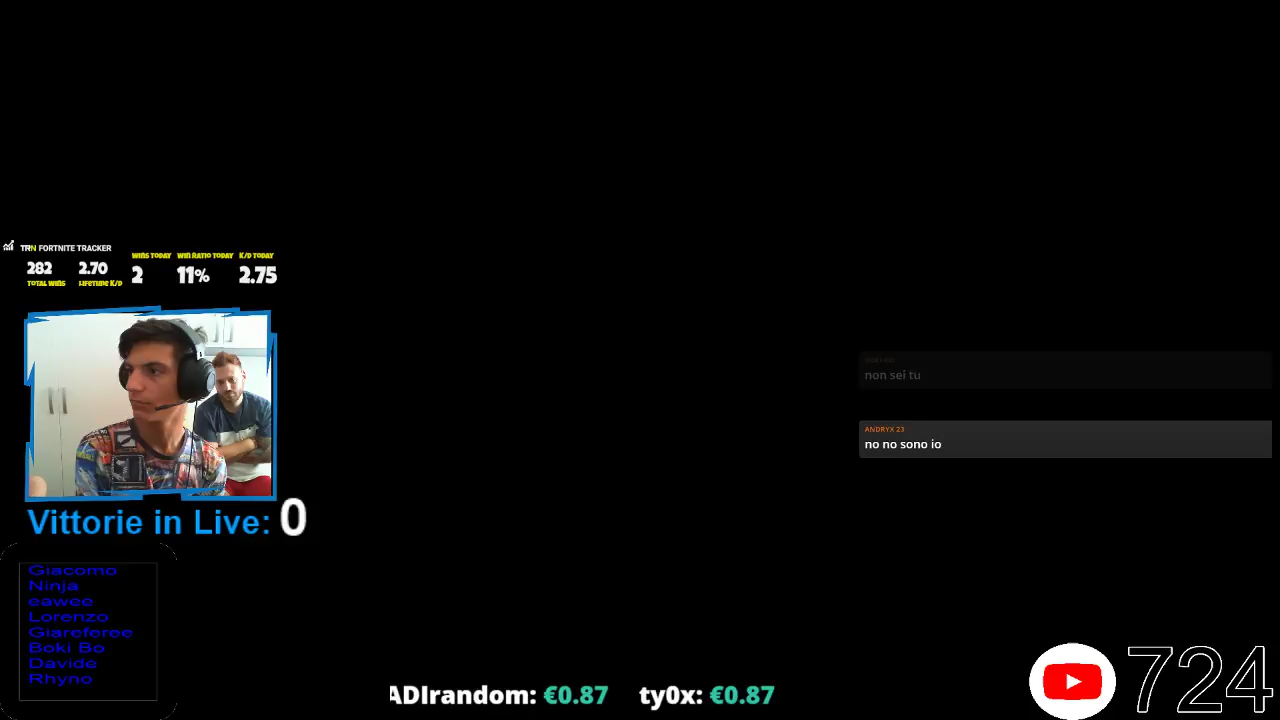 TRN FORTNITE TRACKER
282
TOTAL WINS
2.70
LIFETIME K/D
WINS TODAY
2
WIN RATIO TODAY
11%
K/D TODAY
2.75
non sei tu
ANDRYX 23
no no sono io
Vittorie in Live: 0
Giacomo
Ninja
eawee
Lorenzo
Giareferee
Boki Bo
Davide
Rhyno
ADIrandom: €0.87 ty0x: €0.87
724